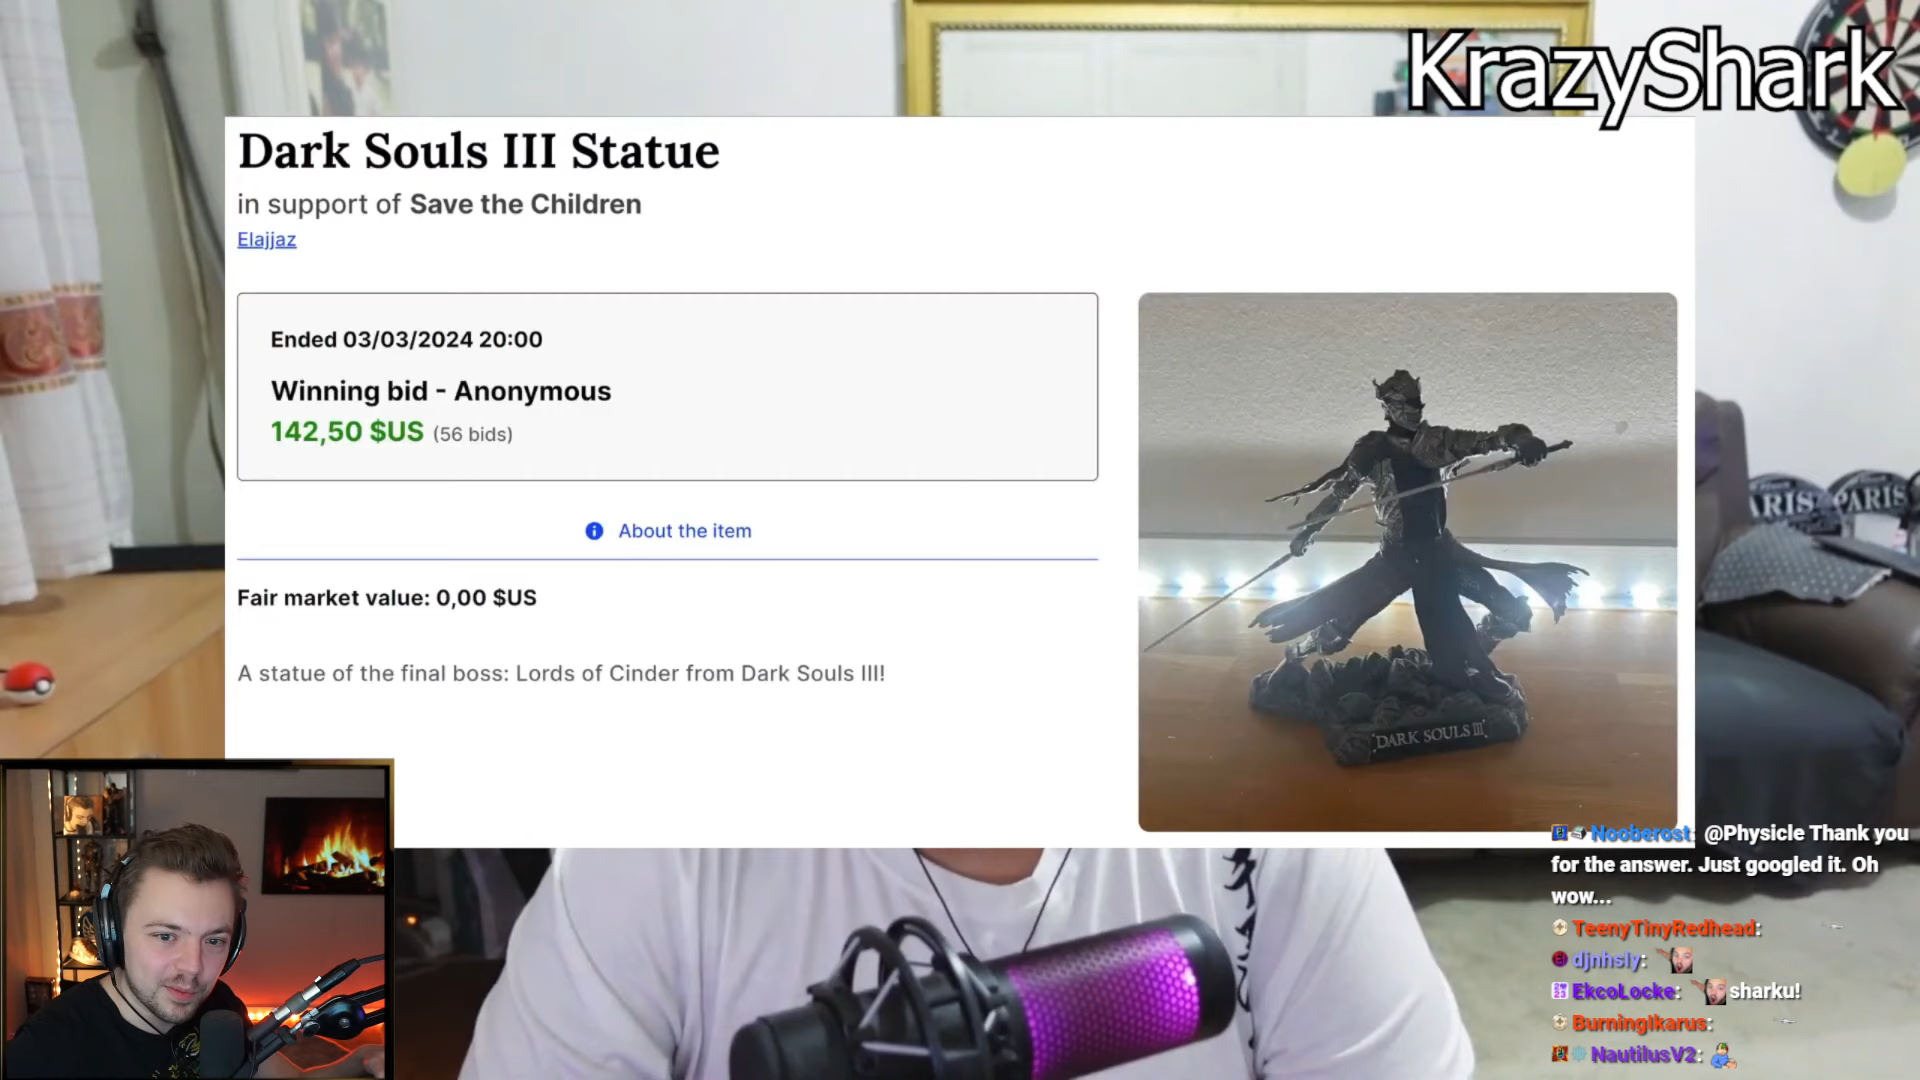 KrazyShark
Dark Souls III Statue
in support of Save the Children
Elajjaz
Ended 03/03/2024 20:00
Winning bid - Anonymous
142,50 $US (56 bids)
About the item
Fair market value: 0,00 $US
A statue of the final boss: Lords of Cinder from Dark Souls III!
DARK SOULS III
PARIS
Nooberost: @Physicle Thank you
for the answer. Just googled it. Oh
wow...
TeenyTinyRedhead:
djnhsly:
EkcoLocke: sharku!
BurningIkarus:
NautilusV2: